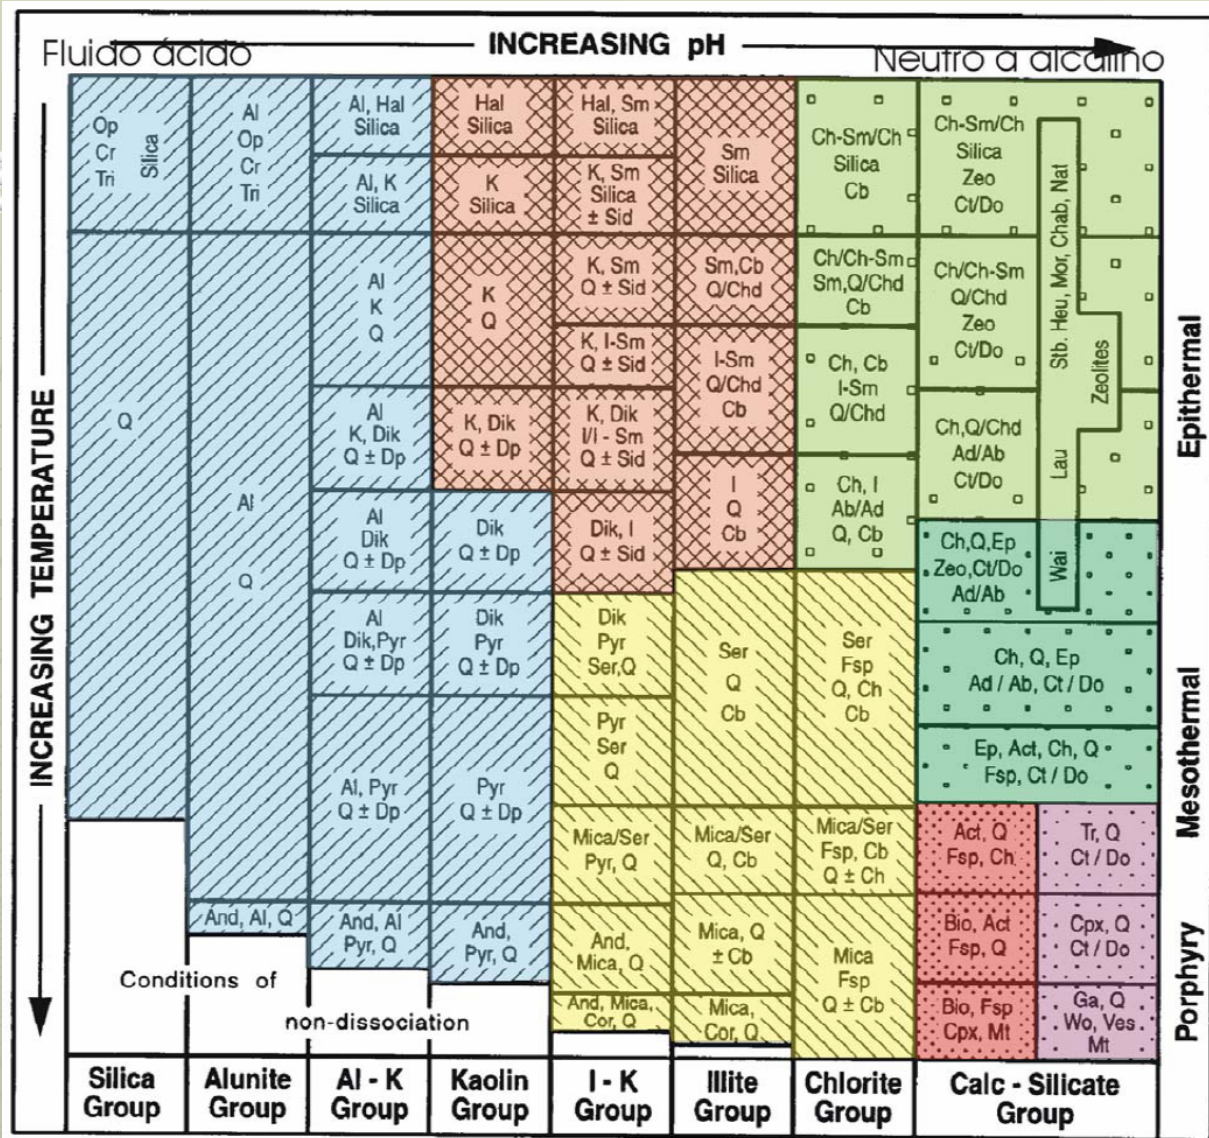 INCREASING pH
Fluido ácido
Neutro a alcalino
INCREASING TEMPERATURE
Op
Cr
Tri
Silica
Q
Al
Op
Cr
Tri
Al
Q
And, Al, Q
Al, Hal
Silica
Al, K
Silica
Al
K
Q
Al
K, Dik
Q ± Dp
Al
Dik
Q ± Dp
Al
Dik,Pyr
Q ± Dp
Al, Pyr
Q ± Dp
And, Al
Pyr, Q
Hal
Silica
K
Silica
K
Q
K, Dik
Q ± Dp
Dik
Q ± Dp
Dik
Pyr
Q ± Dp
Pyr
Q ± Dp
And,
Pyr, Q
Hal, Sm
Silica
K, Sm
Silica
± Sid
K, Sm
Q ± Sid
K, I-Sm
Q ± Sid
K, Dik
I/I - Sm
Q ± Sid
Dik, I
Q ± Sid
Dik
Pyr
Ser,Q
Pyr
Ser
Q
Mica/Ser
Pyr, Q
And,
Mica, Q
And, Mica,
Cor, Q
Sm
Silica
Sm,Cb
Q/Chd
I-Sm
Q/Chd
Cb
I
Q
Cb
Ser
Q
Cb
Mica/Ser
Q, Cb
Mica, Q
± Cb
Mica,
Cor, Q
Ch-Sm/Ch
Silica
Cb
Ch/Ch-Sm
Sm,Q/Chd
Cb
Ch, Cb
I-Sm
Q/Chd
Ch, I
Ab/Ad
Q, Cb
Ser
Fsp
Q, Ch
Cb
Mica/Ser
Fsp, Cb
Q ± Ch
Mica
Fsp
Q ± Cb
Ch-Sm/Ch
Silica
Zeo
Ct/Do
Ch/Ch-Sm
Q/Chd
Zeo
Ct/Do
Ch,Q/Chd
Ad/Ab
Ct/Do
Ch,Q,Ep
Zeo,Ct/Do
Ad/Ab
Ch, Q, Ep
Ad / Ab, Ct / Do
Ep, Act, Ch, Q
Fsp, Ct / Do
Act, Q
Fsp, Ch
Bio, Act
Fsp, Q
Bio, Fsp
Cpx, Mt
Tr, Q
Ct / Do
Cpx, Q
Ct / Do
Ga, Q
Wo, Ves
Mt
Stb. Heu, Mor, Chab, Nat
Zeolites
Lau
Wai
Epithermal
Mesothermal
Porphyry
Conditions of
non-dissociation
Silica
Group
Alunite
Group
Al - K
Group
Kaolin
Group
I - K
Group
Illite
Group
Chlorite
Group
Calc - Silicate
Group